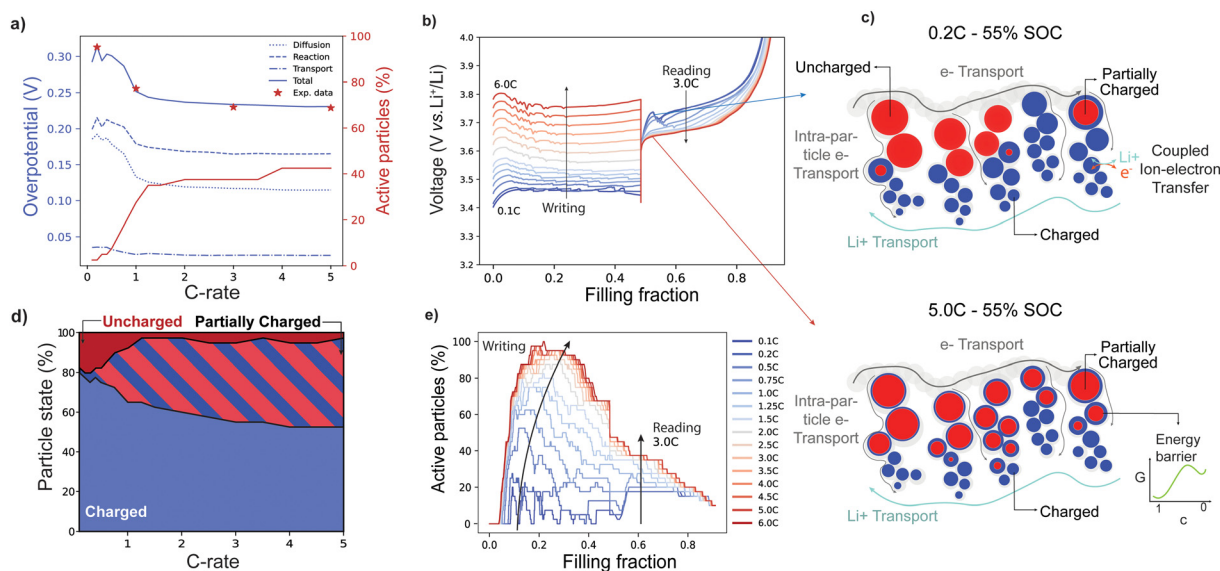 a)
Overpotential (V)
0.30
0.25
0.20
0.15
0.10
0.05
Diffusion
Reaction
Transport
Total
Exp. data
100
80
60
40
20
0
Active particles (%)
0
1
2
3
4
5
C-rate
b)
Voltage (V vs.Li+/Li)
4.0
3.9
3.8
3.7
3.6
3.5
3.4
3.3
3.2
6.0C
0.1C
Writing
Reading
3.0C
0.0
0.2
0.4
0.6
0.8
1.0
Filling fraction
c)
0.2C - 55% SOC
Uncharged
e- Transport
Partially
Charged
Intra-par-
ticle e-
Transport
Li+
e-
Coupled
Ion-electron
Transfer
Li+ Transport
Charged
5.0C - 55% SOC
e- Transport
Partially
Charged
Intra-par-
ticle e-
Transport
Energy
barrier
G
1
0
c
Li+ Transport
Charged
d)
Uncharged
Partially Charged
Particle state (%)
100
80
60
40
20
0
Charged
1
2
3
4
5
C-rate
e)
Active particles (%)
100
80
60
40
20
0
Writing
Reading
3.0C
0.0
0.2
0.4
0.6
0.8
Filling fraction
0.1C
0.2C
0.5C
0.75C
1.0C
1.25C
1.5C
2.0C
2.5C
3.0C
3.5C
4.0C
4.5C
5.0C
6.0C